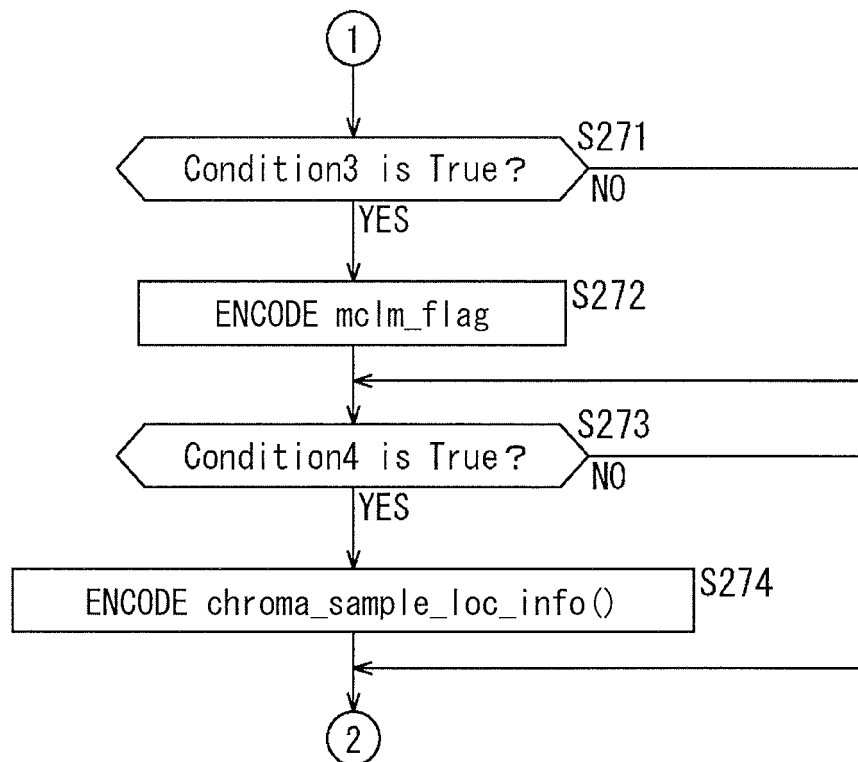 1
S271
Condition3 is True?
NO
YES
S272
ENCODE mclm_flag
S273
Condition4 is True?
NO
YES
S274
ENCODE chroma_sample_loc_info()
2